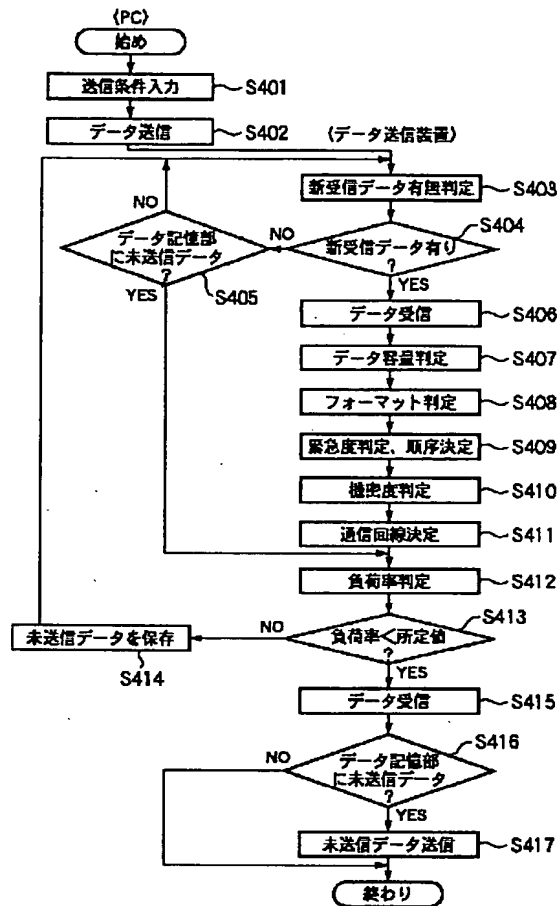 〈PC〉
始め
送信条件入力
S401
データ送信
S402
〈データ送信装置〉
新受信データ有無判定
S403
新受信データ有り
?
S404
NO
YES
データ記憶部
に未送信データ
?
S405
NO
YES
データ受信
S406
データ容量判定
S407
フォーマット判定
S408
緊急度判定、順序決定
S409
機密度判定
S410
通信回線決定
S411
負荷率判定
S412
負荷率<所定値
?
S413
NO
YES
未送信データを保存
S414
データ受信
S415
データ記憶部
に未送信データ
?
S416
NO
YES
未送信データ送信
S417
終わり